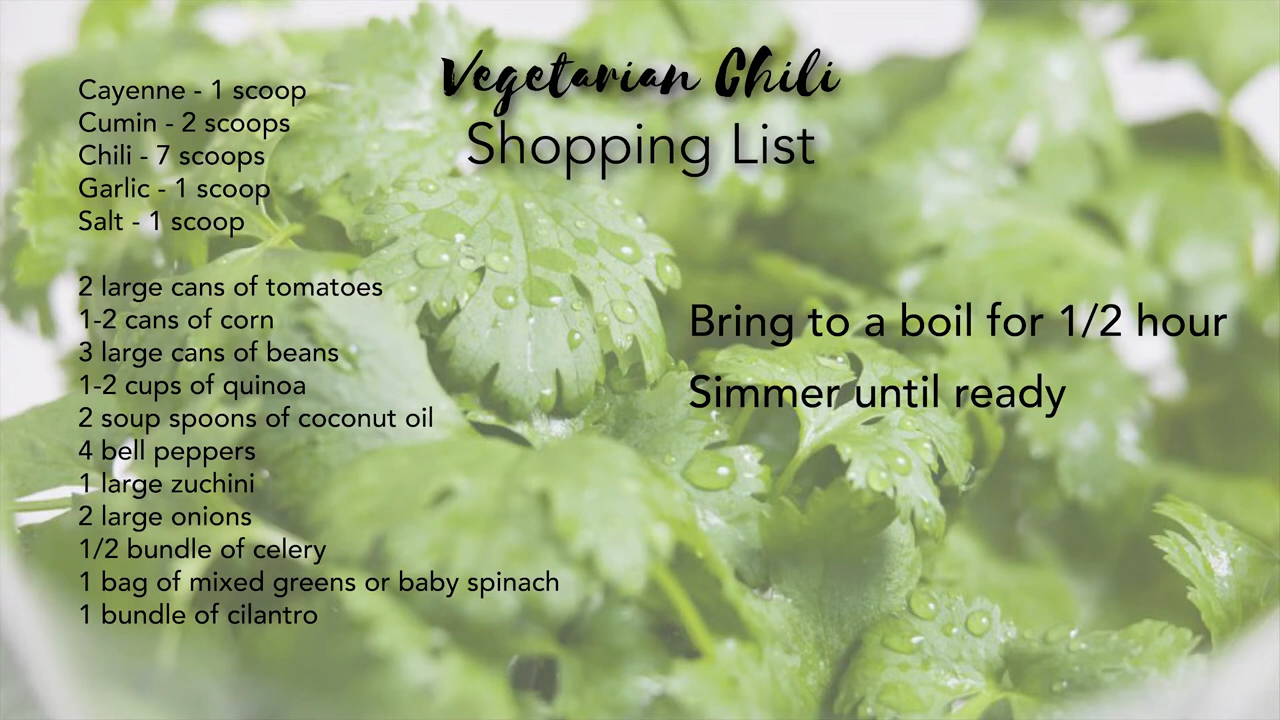 Vegetarian Chili
Shopping List
Cayenne - 1 scoop
Cumin - 2 scoops
Chili - 7 scoops
Garlic - 1 scoop
Salt - 1 scoop
2 large cans of tomatoes
1-2 cans of corn
3 large cans of beans
1-2 cups of quinoa
2 soup spoons of coconut oil
4 bell peppers
1 large zuchini
2 large onions
1/2 bundle of celery
1 bag of mixed greens or baby spinach
1 bundle of cilantro
Bring to a boil for 1/2 hour
Simmer until ready